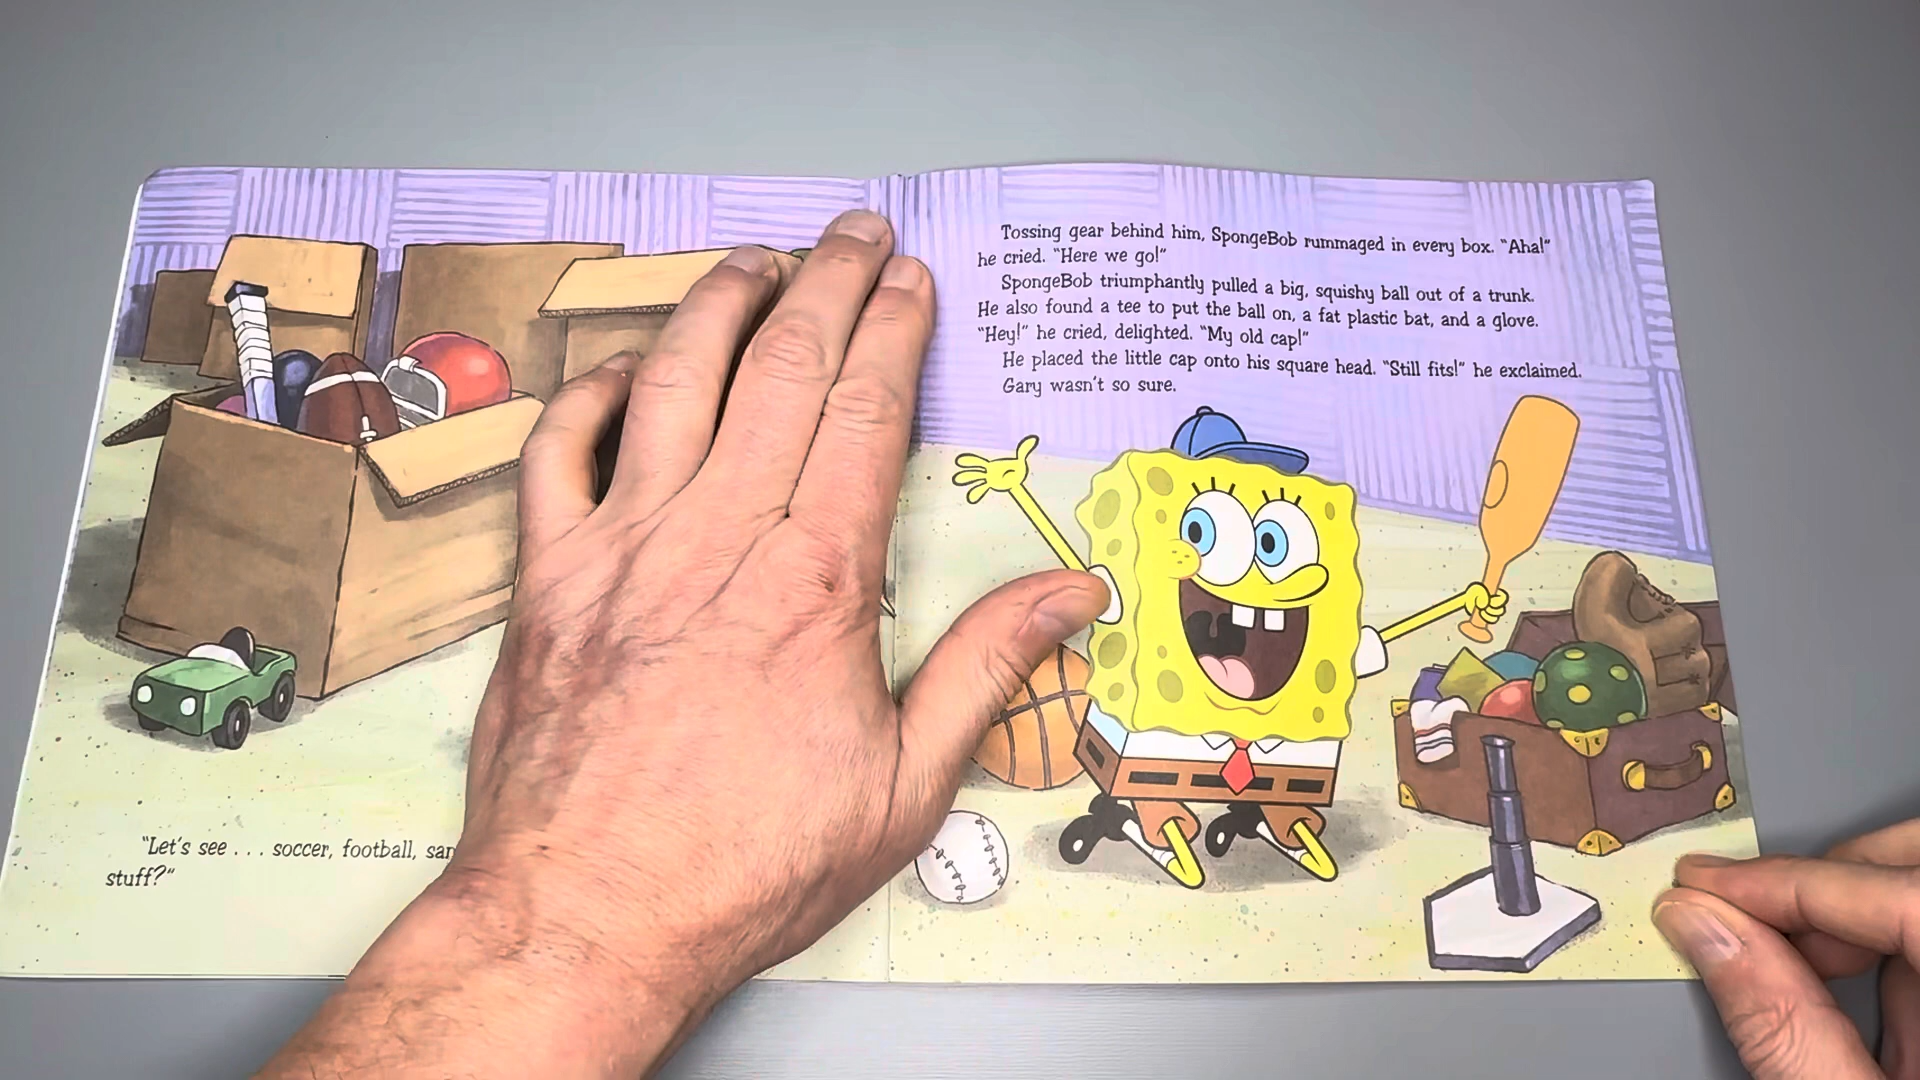 "Let's see . . . soccer, football,
stuff?"
Tossing gear behind him, SpongeBob rummaged in every box. "Aha!"
he cried. "Here we go!"
SpongeBob triumphantly pulled a big, squishy ball out of a trunk.
He also found a tee to put the ball on, a fat plastic bat, and a glove.
"Hey!" he cried, delighted. "My old cap!"
He placed the little cap onto his square head. "Still fits!" he exclaimed.
Gary wasn't so sure.